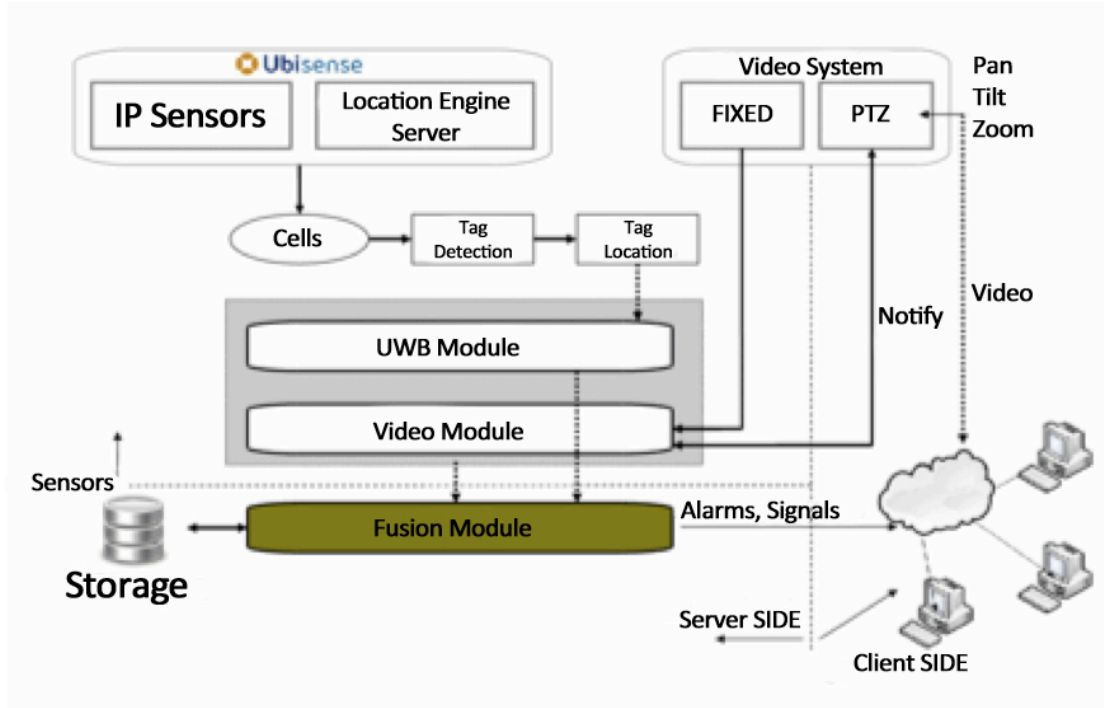 Ubisense
IP Sensors
Location Engine
Server
Video System
FIXED
PTZ
Pan
Tilt
Zoom
Cells
Tag
Detection
Tag
Location
Video
Notify
UWB Module
Video Module
Sensors
Fusion Module
Alarms, Signals
Storage
Server SIDE
Client SIDE